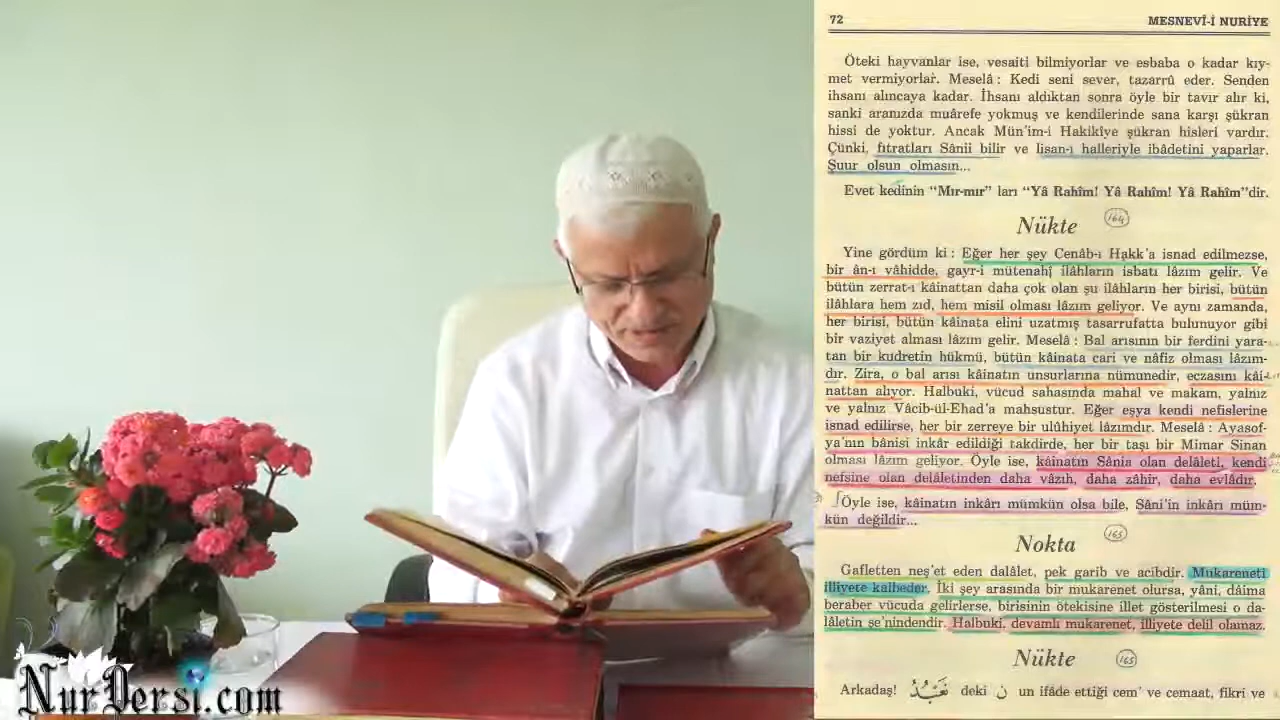 72 MESNEVÎ-İ NURİYE
Öteki hayvanlar ise, vesaiti bilmiyorlar ve esbaba o kadar kıy-
met vermiyorlar. Meselâ : Kedi seni sever, tazarrû eder. Senden
ihsanı alıncaya kadar. İhsanı aldıktan sonra öyle bir tavır alır ki,
sanki aranızda muârefe yokmuş ve kendilerinde sana karşı şükran
hissi de yoktur. Ancak Mün'im-i Hakikîye şükran hisleri vardır.
Çünki, fıtratları Sânii bilir ve lisan-ı halleriyle ibâdetini yaparlar.
Şuur olsun olmasın...
Evet kedinin "Mır-mır" ları "Yâ Rahîm! Yâ Rahîm! Yâ Rahîm"dir.
Nükte 164
Yine gördüm ki : Eğer her şey Cenâb-ı Hakk'a isnad edilmezse,
bir ân-ı vâhidde, gayr-i mütenahî ilâhların isbatı lâzım gelir. Ve
bütün zerrat-ı kâinattan daha çok olan şu ilâhların her birisi, bütün
ilâhlara hem zıd, hem misil olması lâzım geliyor. Ve aynı zamanda,
her birisi, bütün kâinata elini uzatmış tasarrufatta bulunuyor gibi
bir vaziyet alması lâzım gelir. Meselâ : Bal arısının bir ferdini yara-
tan bir kudretin hükmü, bütün kâinata cari ve nâfiz olması lâzım-
dır. Zira, o bal arısı kâinatın unsurlarına nümunedir, eczasını kâi-
nattan alıyor. Halbuki, vücud sahasında mahal ve makam, yalnız
ve yalnız Vâcib-ül-Ehad'a mahsustur. Eğer eşya kendi nefislerine
isnad edilirse, her bir zerreye bir ulûhiyet lâzımdır. Meselâ : Ayasof-
ya'nın bânisi inkâr edildiği takdirde, her bir taşı bir Mimar Sinan
olması lâzım geliyor. Öyle ise, kâinatın Sânia olan delâleti, kendi
nefsine olan delâletinden daha vâzıh, daha zâhir, daha evlâdır.
Öyle ise, kâinatın inkârı mümkün olsa bile, Sâni'in inkârı müm-
kün değildir...
Nokta 165
Gafletten neş'et eden dalâlet, pek garib ve acibdir. Mukareneti
illiyete kalbeder. İki şey arasında bir mukarenet olursa, yâni, dâima
beraber vücuda gelirlerse, birisinin ötekisine illet gösterilmesi o da-
lâletin şe'nindendir. Halbuki, devamlı mukarenet, illiyete delil olamaz.
Nükte 165
Arkadaş! نَعْبُدُ deki ن un ifâde ettiği cem' ve cemaat, fikri ve
NurDersi.com